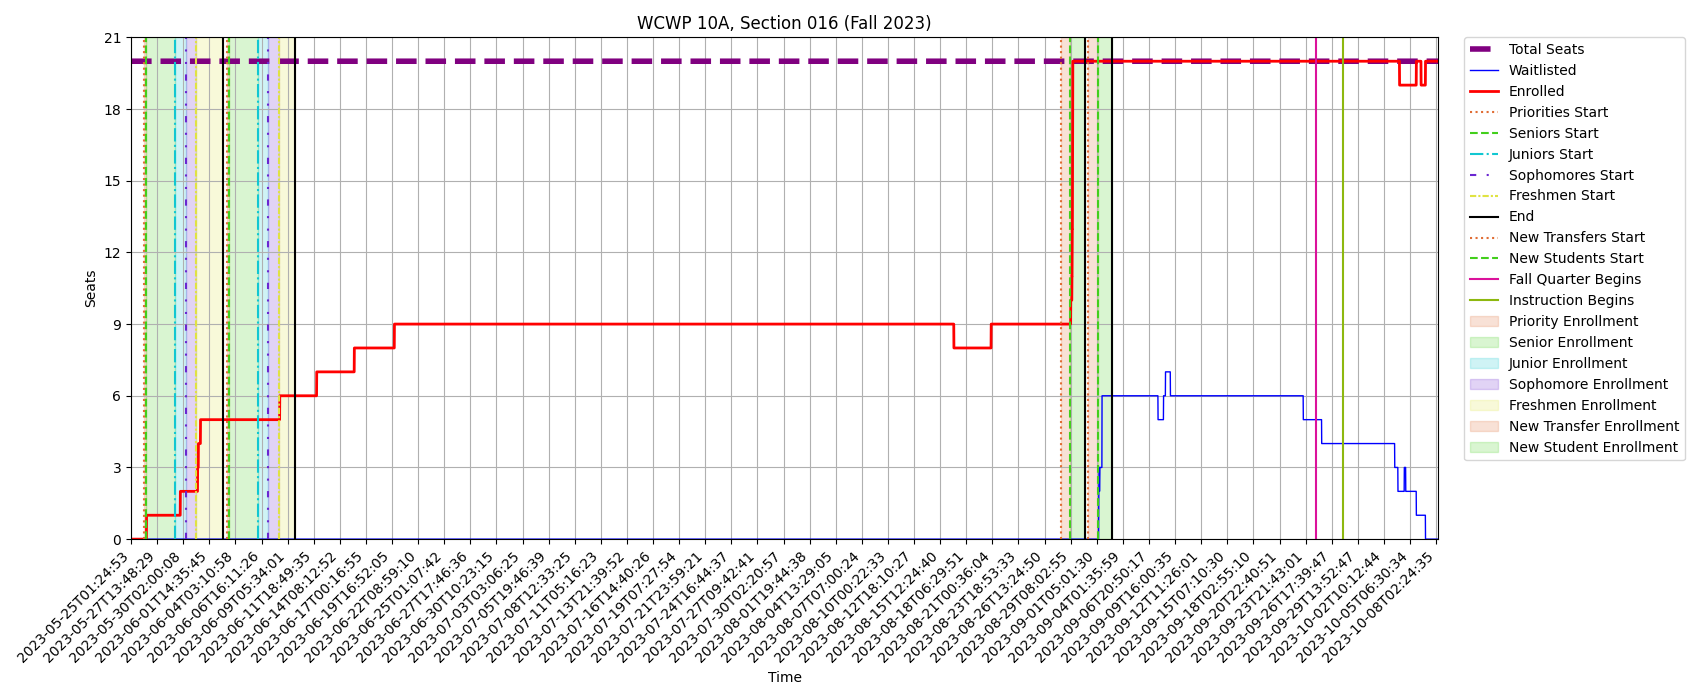 WCWP 10A, Section 016 (Fall 2023)
21
18
15
12
9
6
3
0
Seats
2023-05-25T01:24:53
2023-05-27T13:48:29
2023-05-30T02:00:08
2023-06-01T14:35:45
2023-06-04T03:10:58
2023-06-06T16:11:26
2023-06-09T05:34:01
2023-06-11T18:49:35
2023-06-14T08:12:52
2023-06-17T00:16:55
2023-06-19T16:52:05
2023-06-22T08:59:10
2023-06-25T01:07:42
2023-06-27T17:46:36
2023-06-30T10:23:15
2023-07-03T03:06:25
2023-07-05T19:46:39
2023-07-08T12:33:25
2023-07-11T05:16:23
2023-07-13T21:39:52
2023-07-16T14:40:26
2023-07-19T07:27:54
2023-07-21T23:59:21
2023-07-24T16:44:37
2023-07-27T09:42:41
2023-07-30T02:20:57
2023-08-01T19:44:38
2023-08-04T13:29:05
2023-08-07T07:00:24
2023-08-10T00:22:33
2023-08-12T18:10:27
2023-08-15T12:24:40
2023-08-18T06:29:51
2023-08-21T00:36:04
2023-08-23T18:53:33
2023-08-26T13:24:50
2023-08-29T08:02:55
2023-09-01T05:01:30
2023-09-04T01:35:59
2023-09-06T20:50:17
2023-09-09T16:00:35
2023-09-12T11:26:01
2023-09-15T07:10:30
2023-09-18T02:55:10
2023-09-20T22:40:51
2023-09-23T21:43:01
2023-09-26T17:39:47
2023-09-29T13:52:47
2023-10-02T10:12:44
2023-10-05T06:30:34
2023-10-08T02:24:35
Time
Total Seats
Waitlisted
Enrolled
Priorities Start
Seniors Start
Juniors Start
Sophomores Start
Freshmen Start
End
New Transfers Start
New Students Start
Fall Quarter Begins
Instruction Begins
Priority Enrollment
Senior Enrollment
Junior Enrollment
Sophomore Enrollment
Freshmen Enrollment
New Transfer Enrollment
New Student Enrollment